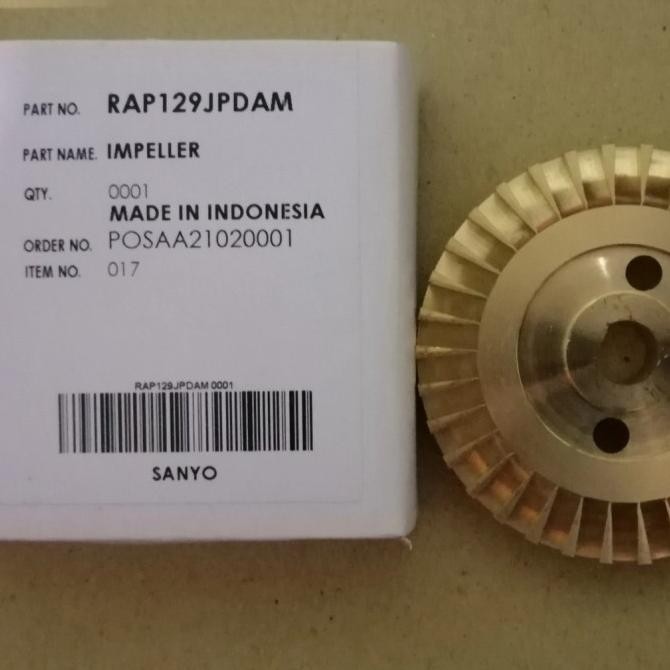 PART NO. RAP129JPDAM
PART NAME. IMPELLER
QTY. 0001
MADE IN INDONESIA
ORDER NO. POSAA21020001
ITEM NO. 017
RAP129JPDAM 0001
SANYO